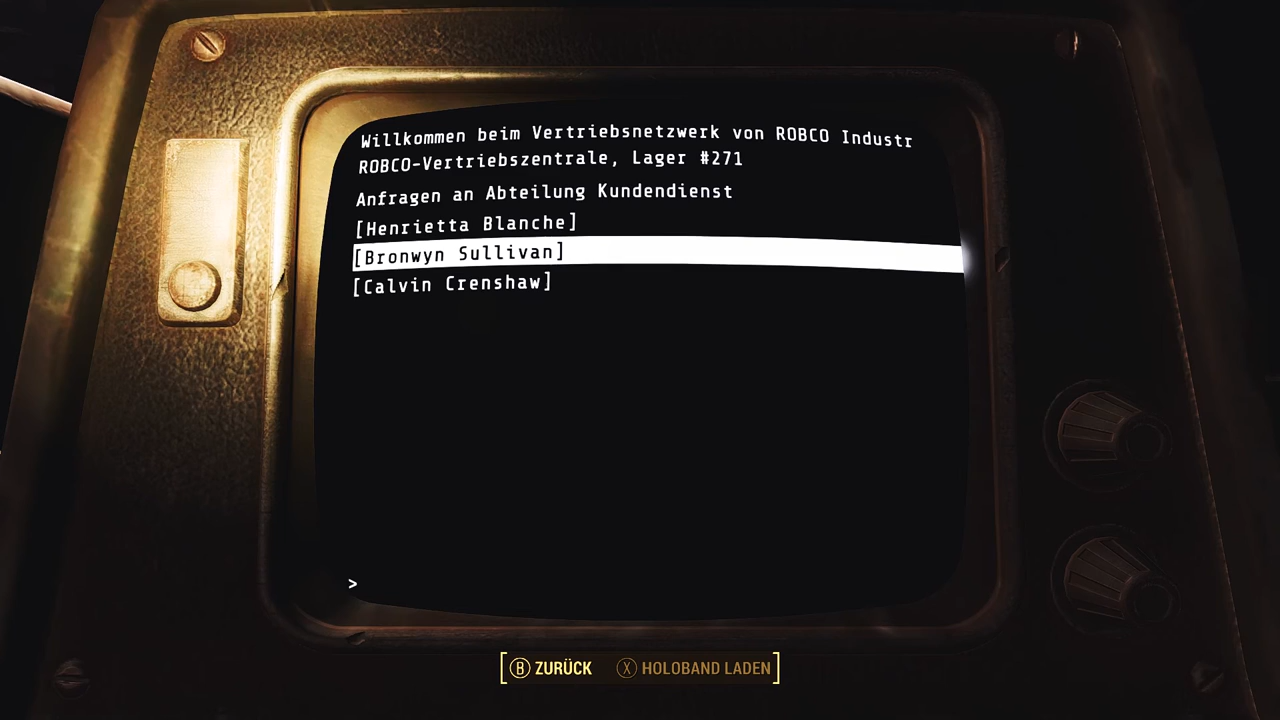 Willkommen beim Vertriebsnetzwerk von ROBCO Industr
ROBCO-Vertriebszentrale, Lager #271
Anfragen an Abteilung Kundendienst
[Henrietta Blanche]
[Bronwyn Sullivan]
[Calvin Crenshaw]
>
B ZURÜCK X HOLOBAND LADEN